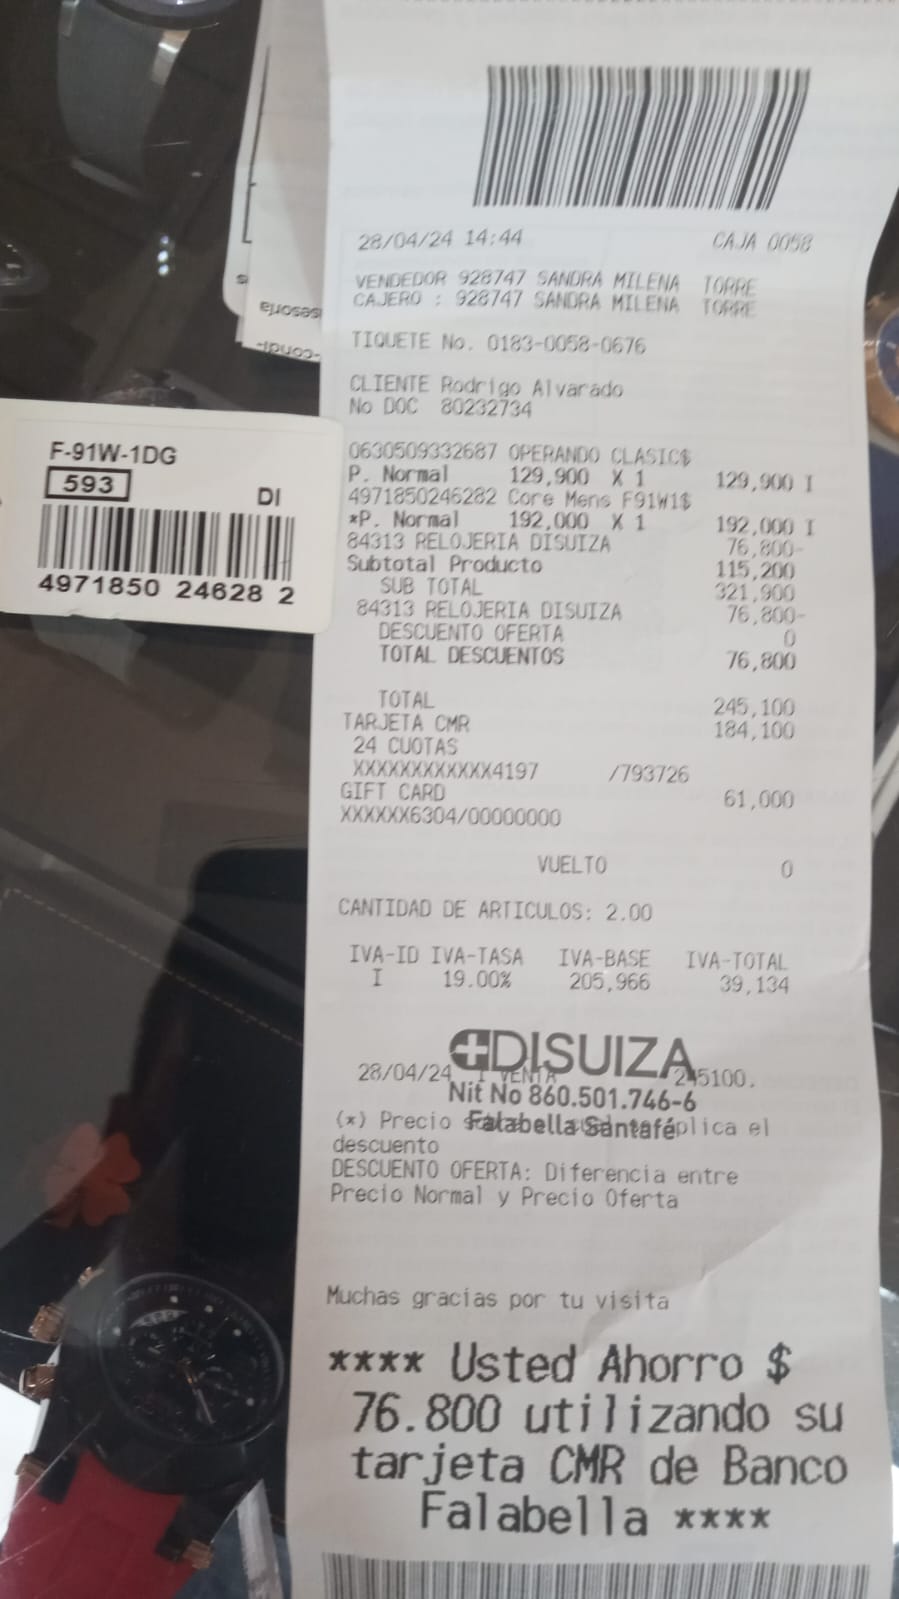 28/04/24 14:44 CAJA 0058
VENDEDOR 928747 SANDRA MILENA TORRE
CAJERO : 928747 SANDRA MILENA TORRE
TIQUETE No. 0183-0058-0676
CLIENTE Rodrigo Alvarado
No DOC 80232734
0630509332687 OPERANDO CLASIC$
P. Normal 129,900 X 1 129,900 I
4971850246282 Core Mens F91W1$
*P. Normal 192,000 X 1 192,000 I
84313 RELOJERIA DISUIZA 76,800-
Subtotal Producto 115,200
SUB TOTAL 321,900
84313 RELOJERIA DISUIZA 76,800-
DESCUENTO OFERTA 0
TOTAL DESCUENTOS 76,800
TOTAL 245,100
TARJETA CMR 184,100
24 CUOTAS
XXXXXXXXXXXX4197 /793726
GIFT CARD 61,000
XXXXXX6304/00000000
VUELTO 0
CANTIDAD DE ARTICULOS: 2.00
IVA-ID IVA-TASA IVA-BASE IVA-TOTAL
I 19.00% 205,966 39,134
DISUIZA
28/04/24 I VENTA 245100.
Nit No 860.501.746-6
(*) Precio aplica el
Falabella Santafé
descuento
DESCUENTO OFERTA: Diferencia entre
Precio Normal y Precio Oferta
Muchas gracias por tu visita
**** Usted Ahorro $
76.800 utilizando su
tarjeta CMR de Banco
Falabella ****
F-91W-1DG
593 DI
4971850 24628 2